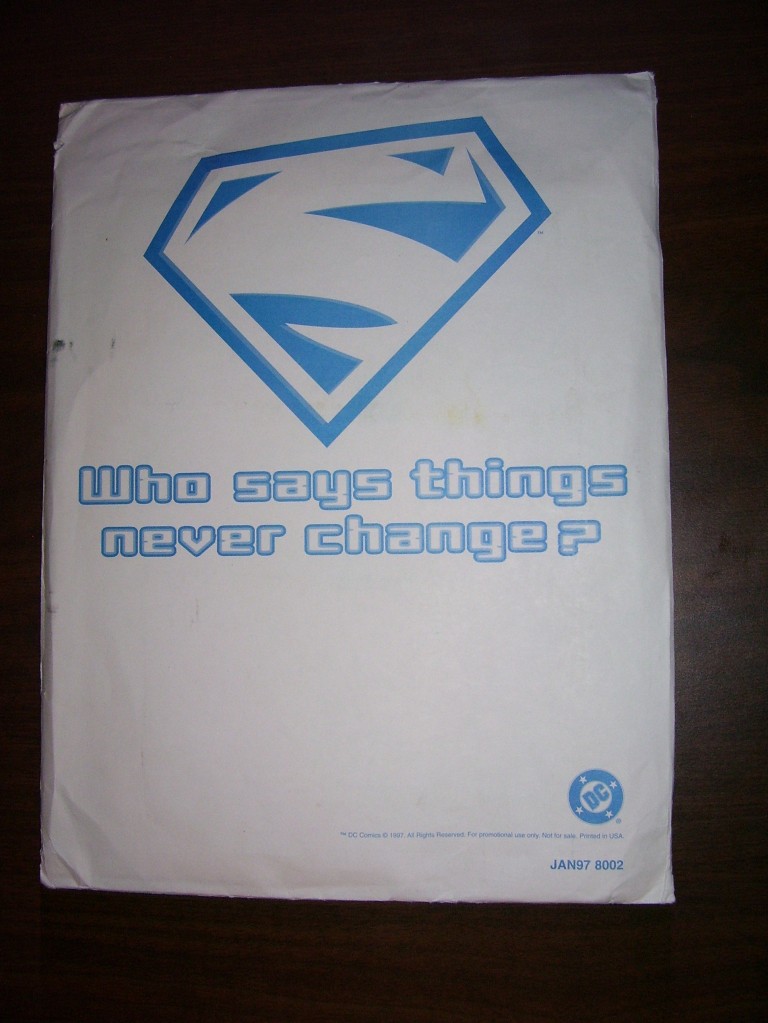 ™
Who says things
never change?
DC
®
™ DC Comics © 1997. All Rights Reserved. For promotional use only. Not for sale. Printed in USA.
JAN97 8002